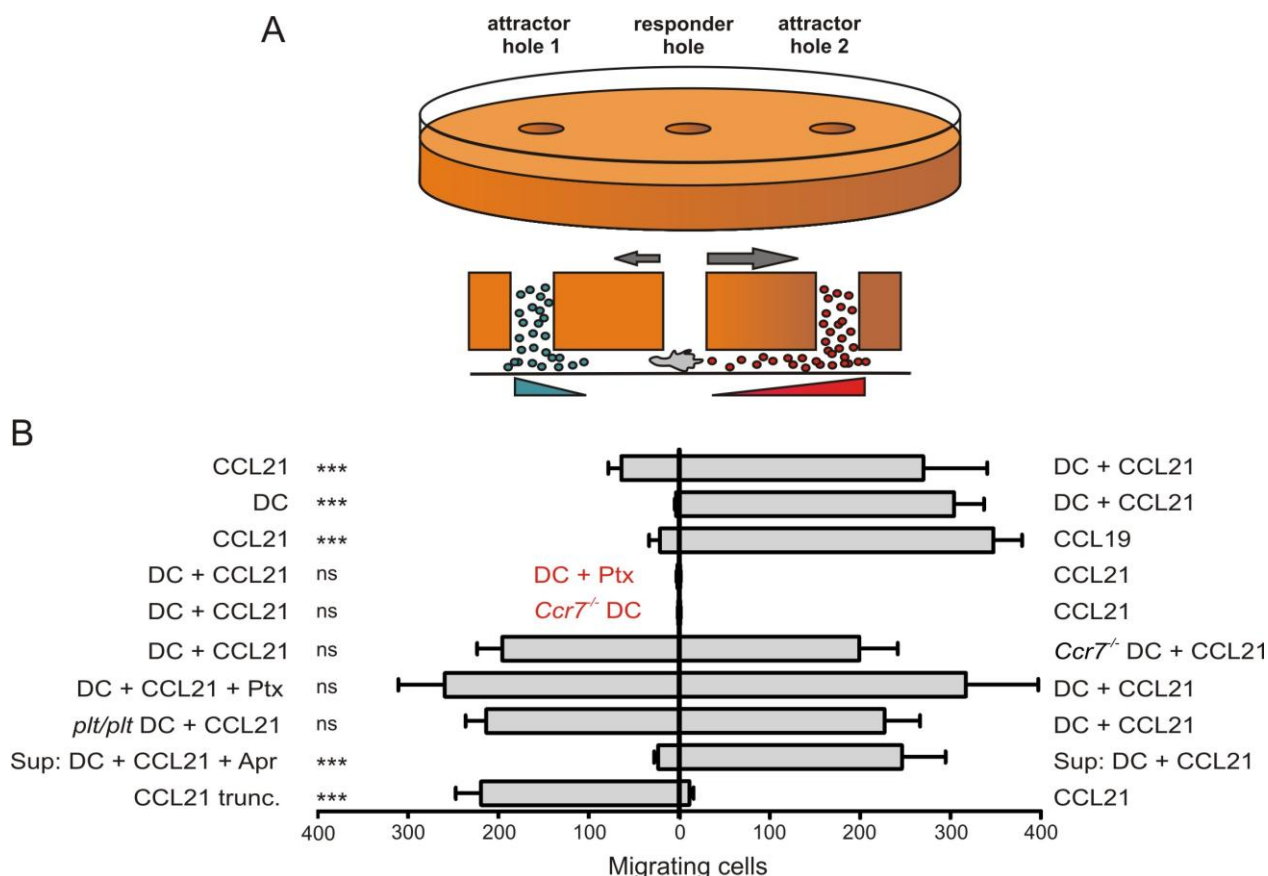 A
attractor hole 1
responder hole
attractor hole 2
B
CCL21 *** DC + CCL21
DC *** DC + CCL21
CCL21 *** CCL19
DC + CCL21 ns DC + Ptx CCL21
DC + CCL21 ns Ccr7-/- DC CCL21
DC + CCL21 ns Ccr7-/- DC + CCL21
DC + CCL21 + Ptx ns DC + CCL21
plt/plt DC + CCL21 ns DC + CCL21
Sup: DC + CCL21 + Apr *** Sup: DC + CCL21
CCL21 trunc. *** CCL21
400 300 200 100 0 100 200 300 400
Migrating cells